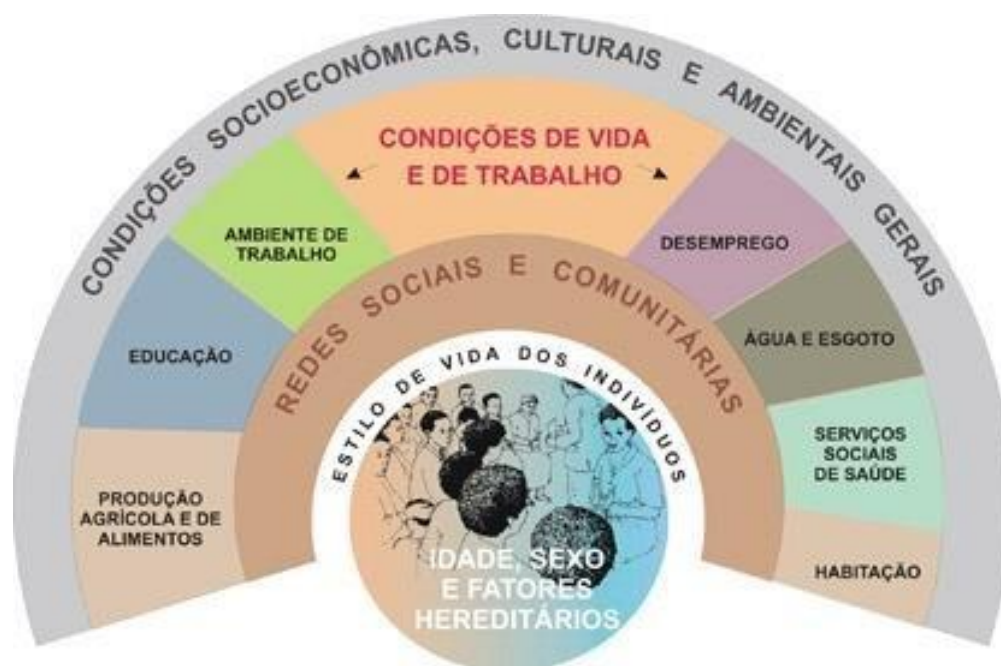 CONDIÇÕES SOCIOECONÔMICAS, CULTURAIS E AMBIENTAIS GERAIS
CONDIÇÕES DE VIDA
E DE TRABALHO
AMBIENTE DE
TRABALHO
DESEMPREGO
EDUCAÇÃO
ÁGUA E ESGOTO
PRODUÇÃO
AGRÍCOLA E DE
ALIMENTOS
SERVIÇOS
SOCIAIS
DE SAÚDE
HABITAÇÃO
REDES SOCIAIS E COMUNITÁRIAS
ESTILO DE VIDA DOS INDIVÍDUOS
IDADE, SEXO
E FATORES
HEREDITÁRIOS